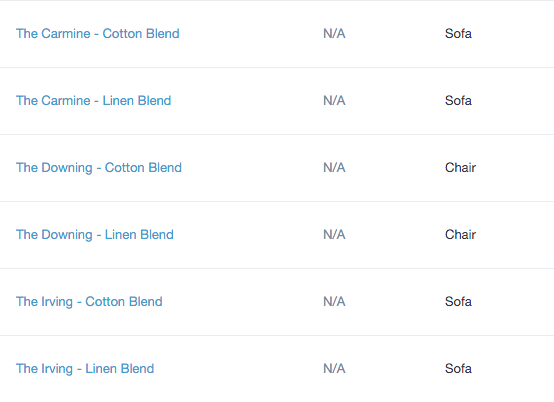 The Carmine - Cotton Blend N/A Sofa
The Carmine - Linen Blend N/A Sofa
The Downing - Cotton Blend N/A Chair
The Downing - Linen Blend N/A Chair
The Irving - Cotton Blend N/A Sofa
The Irving - Linen Blend N/A Sofa